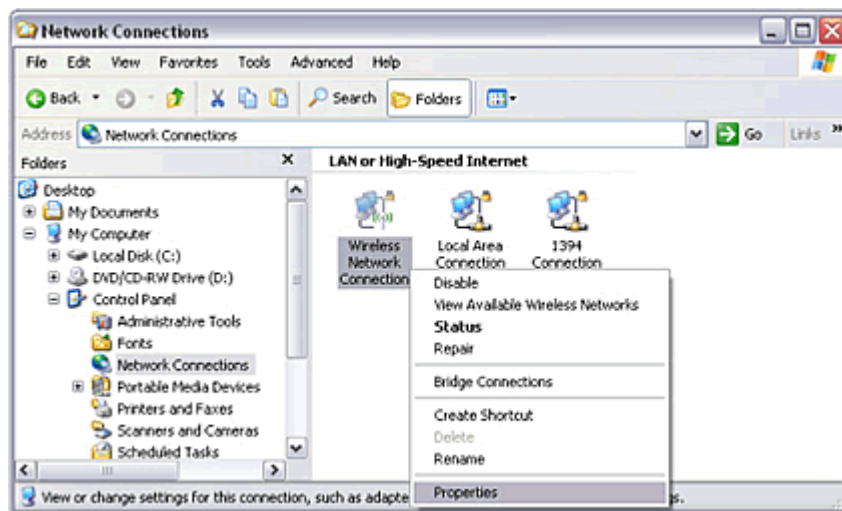 Network Connections
File Edit View Favorites Tools Advanced Help
Back Search Folders
Address Network Connections Go Links »
Folders
Desktop
My Documents
My Computer
Local Disk (C:)
DVD/CD-RW Drive (D:)
Control Panel
Administrative Tools
Fonts
Network Connections
Portable Media Devices
Printers and Faxes
Scanners and Cameras
Scheduled Tasks
LAN or High-Speed Internet
Wireless Network Connection
Local Area Connection
1394 Connection
Disable
View Available Wireless Networks
Status
Repair
Bridge Connections
Create Shortcut
Delete
Rename
Properties
View or change settings for this connection, such as adapte gs.